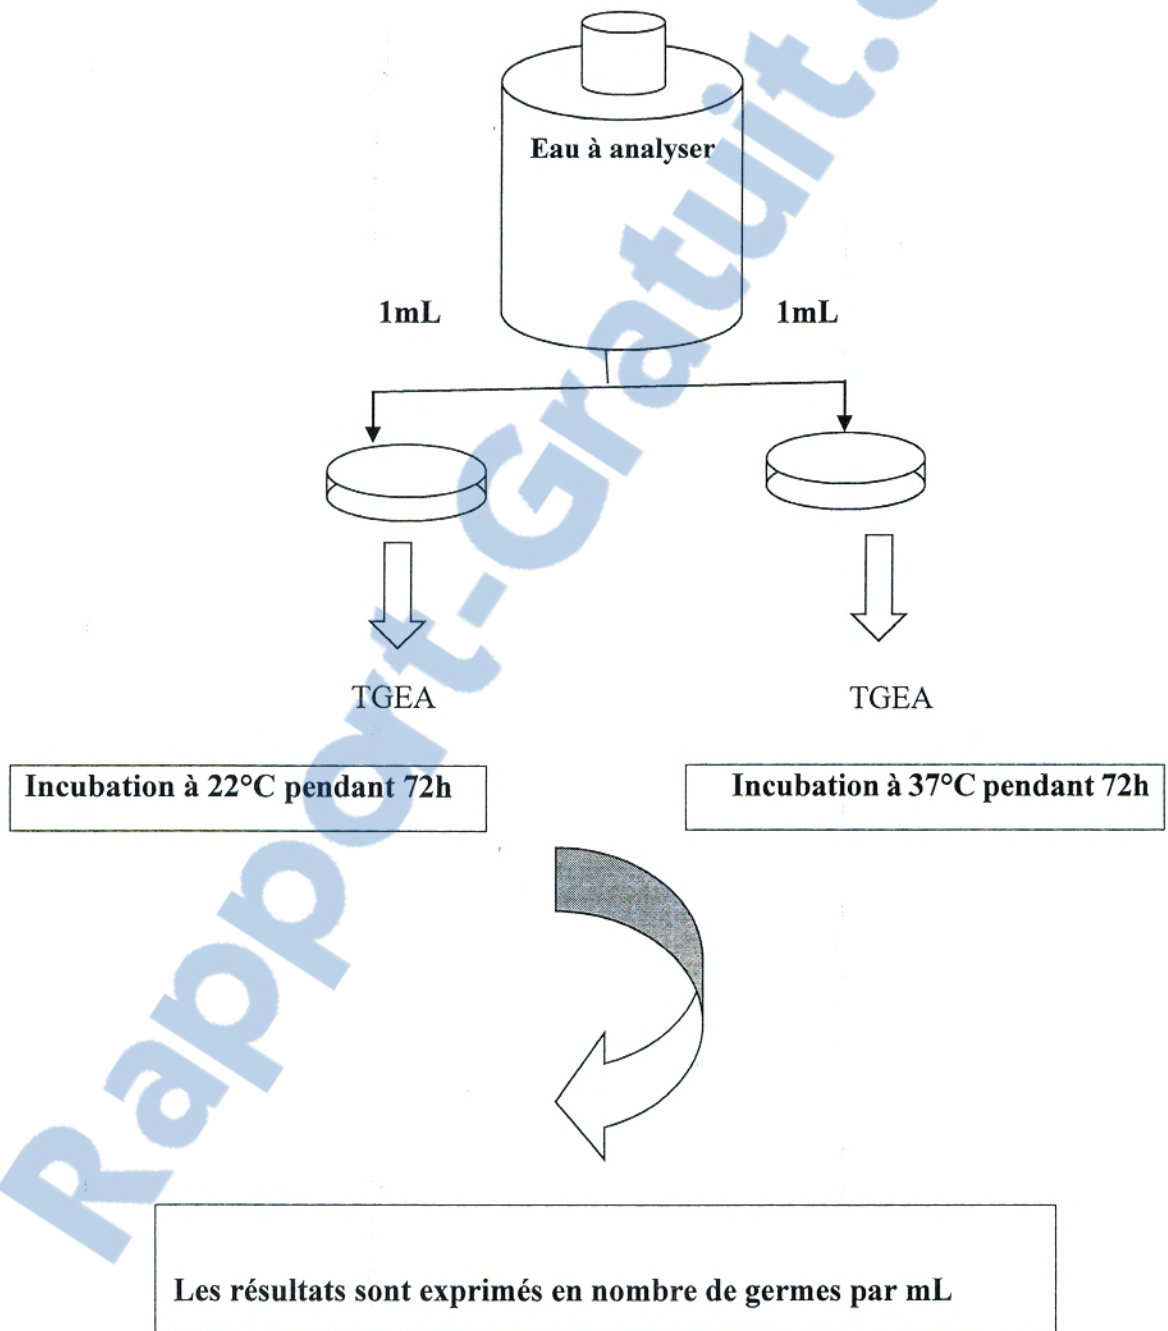 Eau à analyser
1mL 1mL
TGEA TGEA
Incubation à 22°C pendant 72h Incubation à 37°C pendant 72h
Les résultats sont exprimés en nombre de germes par mL
Rapport-Gratuit.c